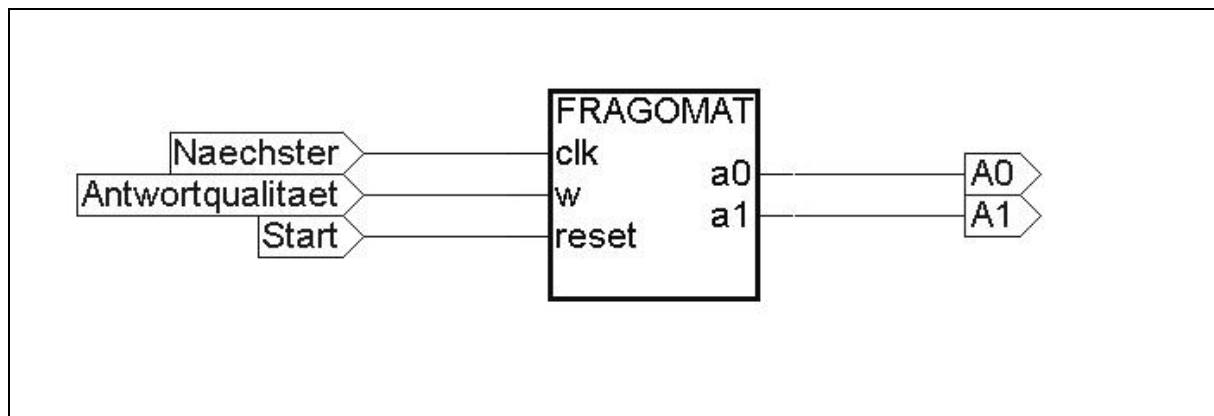 FRAGOMAT
Naechster
clk
Antwortqualitaet
w
Start
reset
a0
A0
a1
A1